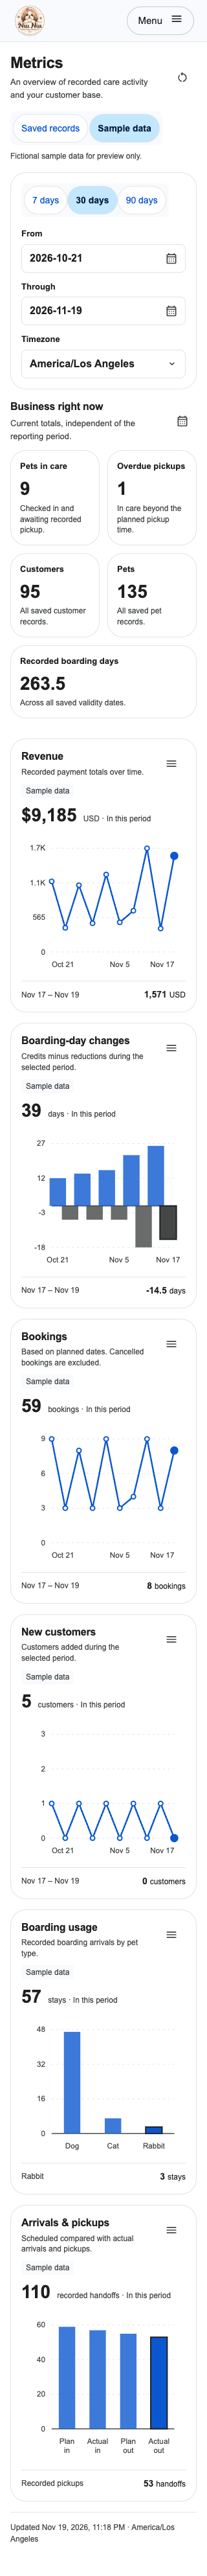 Niu Niu
Menu
Metrics
An overview of recorded care activity
and your customer base.
Saved records
Sample data
Fictional sample data for preview only.
7 days
30 days
90 days
From
2026-10-21
Through
2026-11-19
Timezone
America/Los Angeles
Business right now
Current totals, independent of the
reporting period.
Pets in care
9
Checked in and
awaiting recorded
pickup.
Overdue pickups
1
In care beyond the
planned pickup
time.
Customers
95
All saved customer
records.
Pets
135
All saved pet
records.
Recorded boarding days
263.5
Across all saved validity dates.
Revenue
Recorded payment totals over time.
Sample data
$9,185 USD · In this period
1.7K
1.1K
565
0
Oct 21 Nov 5 Nov 17
Nov 17 – Nov 19 1,571 USD
Boarding-day changes
Credits minus reductions during the
selected period.
Sample data
39 days · In this period
27
12
-3
-18
Oct 21 Nov 5 Nov 17
Nov 17 – Nov 19 -14.5 days
Bookings
Based on planned dates. Cancelled
bookings are excluded.
Sample data
59 bookings · In this period
9
6
3
0
Oct 21 Nov 5 Nov 17
Nov 17 – Nov 19 8 bookings
New customers
Customers added during the
selected period.
Sample data
5 customers · In this period
3
2
1
0
Oct 21 Nov 5 Nov 17
Nov 17 – Nov 19 0 customers
Boarding usage
Recorded boarding arrivals by pet
type.
Sample data
57 stays · In this period
48
32
16
0
Dog Cat Rabbit
Rabbit 3 stays
Arrivals & pickups
Scheduled compared with actual
arrivals and pickups.
Sample data
110 recorded handoffs · In this period
60
40
20
0
Plan in
Actual in
Plan out
Actual out
Recorded pickups 53 handoffs
Updated Nov 19, 2026, 11:18 PM · America/Los
Angeles